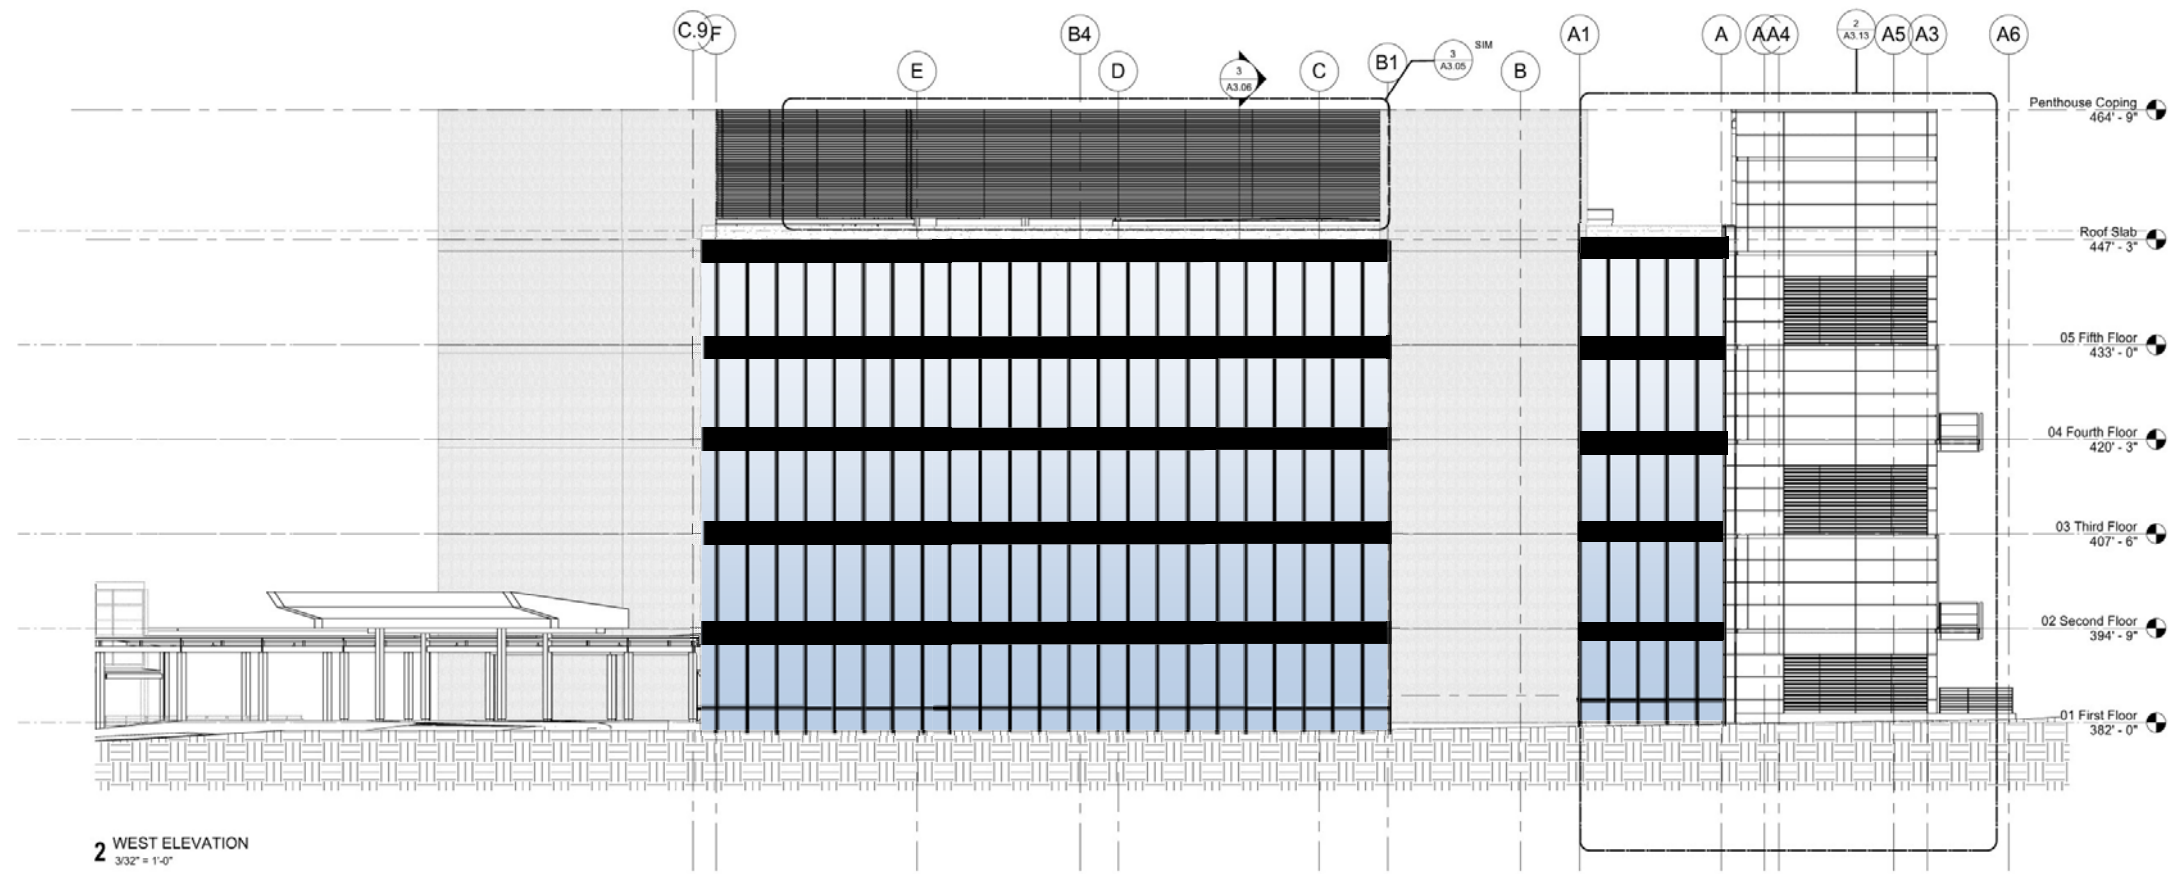 C.9
F
E
B4
D
3
A3.06
C
B1
3
A3.05
SIM
B
A1
A
A4
2
A3.13
A5
A3
A6
Penthouse Coping
464' - 9"
Roof Slab
447' - 3"
05 Fifth Floor
433' - 0"
04 Fourth Floor
420' - 3"
03 Third Floor
407' - 6"
02 Second Floor
394' - 9"
01 First Floor
382' - 0"
2 WEST ELEVATION
3/32" = 1'-0"